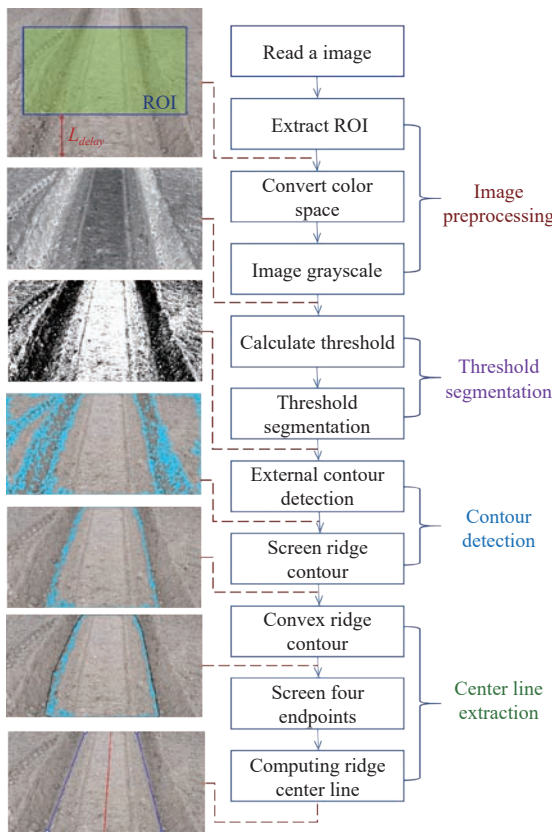 ROI
L_delay
Read a image
Extract ROI
Convert color
space
Image grayscale
Image
preprocessing
Calculate threshold
Threshold
segmentation
Threshold
segmentation
External contour
detection
Screen ridge
contour
Contour
detection
Convex ridge
contour
Screen four
endpoints
Computing ridge
center line
Center line
extraction